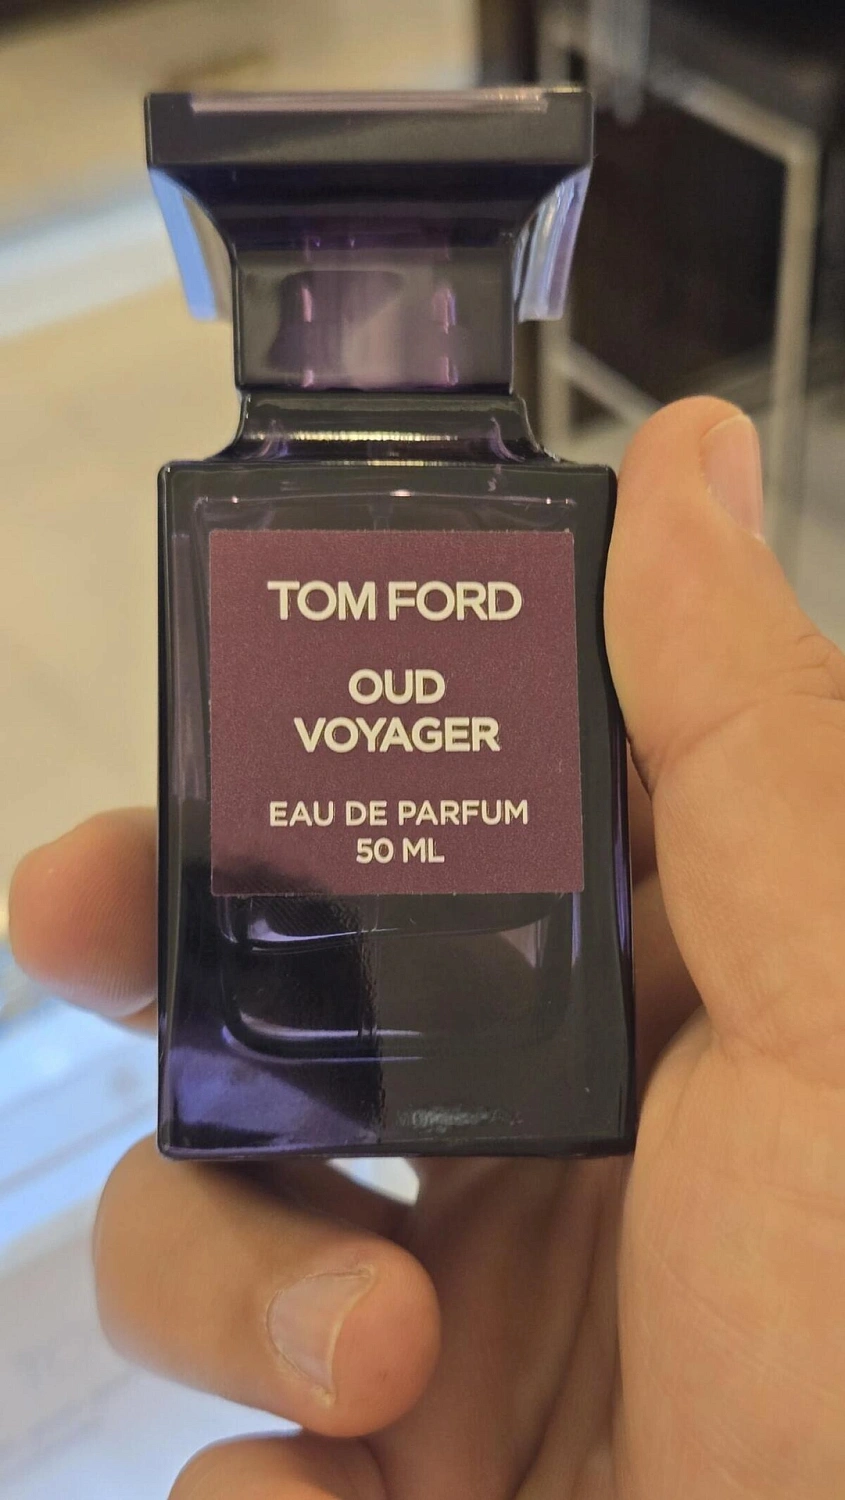 TOM FORD
OUD
VOYAGER
EAU DE PARFUM
50 ML